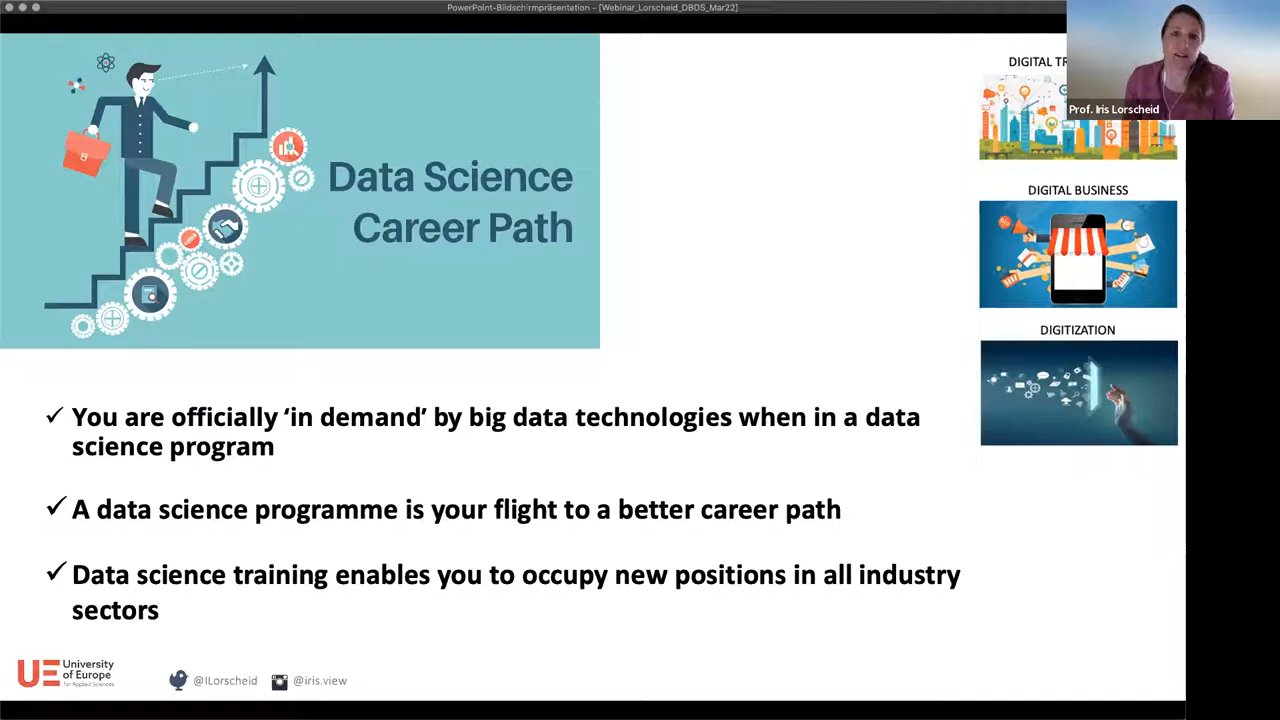 PowerPoint-Bildschirmpräsentation - [Webinar_Lorscheid_DBDS_Mar22]
Prof. Iris Lorscheid
Data Science
Career Path
DIGITAL TR
DIGITAL BUSINESS
DIGITIZATION
✓ You are officially ‘in demand’ by big data technologies when in a data
science program
✓ A data science programme is your flight to a better career path
✓ Data science training enables you to occupy new positions in all industry
sectors
UE University
of Europe
for Applied Sciences
@ILorscheid
@iris.view